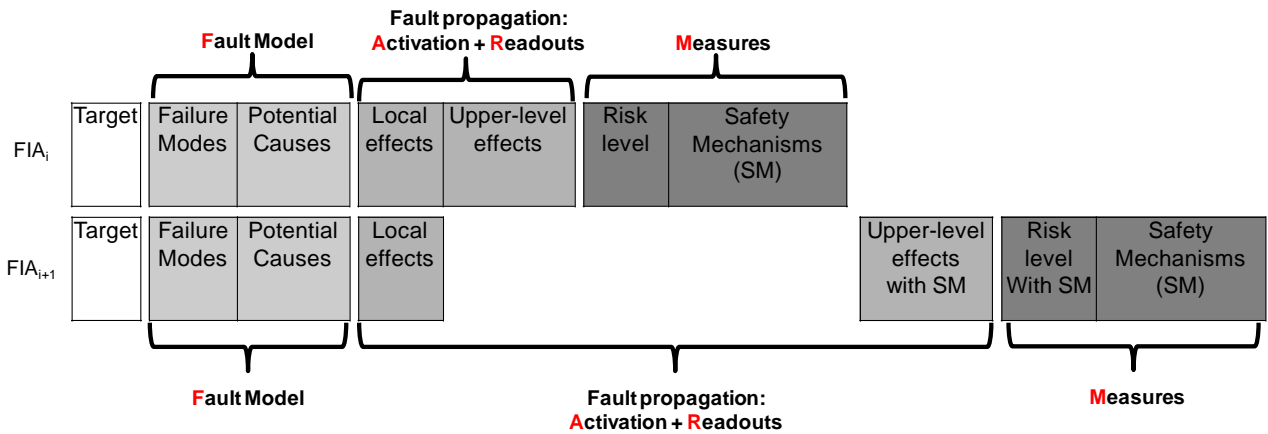 Fault propagation:
Fault Model
Activation + Readouts
Measures
Target
Failure
Modes
Potential
Causes
Local
effects
Upper-level
effects
Risk
level
Safety
Mechanisms
(SM)
FIAi
Target
Failure
Modes
Potential
Causes
Local
effects
Upper-level
effects
with SM
Risk
level
With SM
Safety
Mechanisms
(SM)
FIAi+1
Fault Model
Fault propagation:
Activation + Readouts
Measures